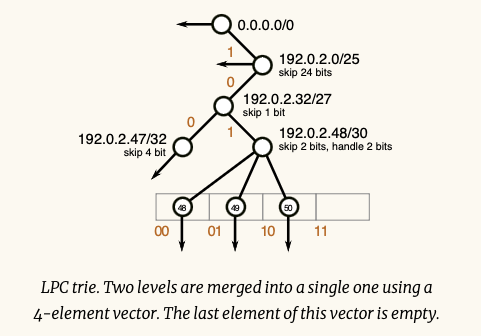 0.0.0.0/0
1
192.0.2.0/25
skip 24 bits
0
192.0.2.32/27
skip 1 bit
0
1
192.0.2.47/32
skip 4 bit
192.0.2.48/30
skip 2 bits, handle 2 bits
48
49
50
00
01
10
11
LPC trie. Two levels are merged into a single one using a
4-element vector. The last element of this vector is empty.